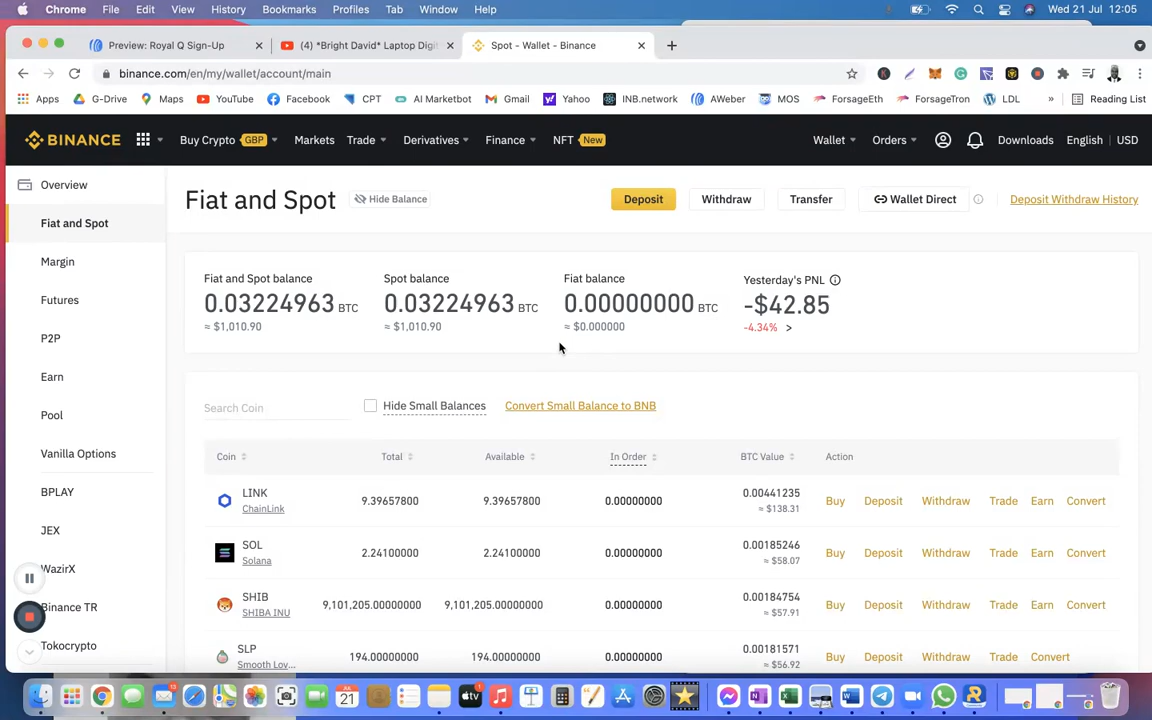 Chrome File Edit View History Bookmarks Profiles Tab Window Help Wed 21 Jul 12:05
Preview: Royal Q Sign-Up (4) *Bright David* Laptop Digi Spot - Wallet - Binance
binance.com/en/my/wallet/account/main
Apps G-Drive Maps YouTube Facebook CPT AI Marketbot Gmail Yahoo INB.network AWeber MOS ForsageEth ForsageTron LDL » Reading List
BINANCE Buy Crypto GBP Markets Trade Derivatives Finance NFT New Wallet Orders Downloads English USD
Overview
Fiat and Spot
Margin
Futures
P2P
Earn
Pool
Vanilla Options
BPLAY
JEX
WazirX
Binance TR
Tokocrypto
Fiat and Spot Hide Balance Deposit Withdraw Transfer Wallet Direct Deposit Withdraw History
Fiat and Spot balance Spot balance Fiat balance Yesterday's PNL
0.03224963 BTC 0.03224963 BTC 0.00000000 BTC -$42.85
≈ $1,010.90 ≈ $1,010.90 ≈ $0.000000 -4.34% >
Search Coin Hide Small Balances Convert Small Balance to BNB
Coin Total Available In Order BTC Value Action
LINK 0.00441235
ChainLink 9.39657800 9.39657800 0.00000000 ≈ $138.31 Buy Deposit Withdraw Trade Earn Convert
SOL 0.00185246
Solana 2.24100000 2.24100000 0.00000000 ≈ $58.07 Buy Deposit Withdraw Trade Earn Convert
SHIB 0.00184754
SHIBA INU 9,101,205.00000000 9,101,205.00000000 0.00000000 ≈ $57.91 Buy Deposit Withdraw Trade Earn Convert
SLP 0.00181571
Smooth Lov... 194.00000000 194.00000000 0.00000000 ≈ $56.92 Buy Deposit Withdraw Trade Convert